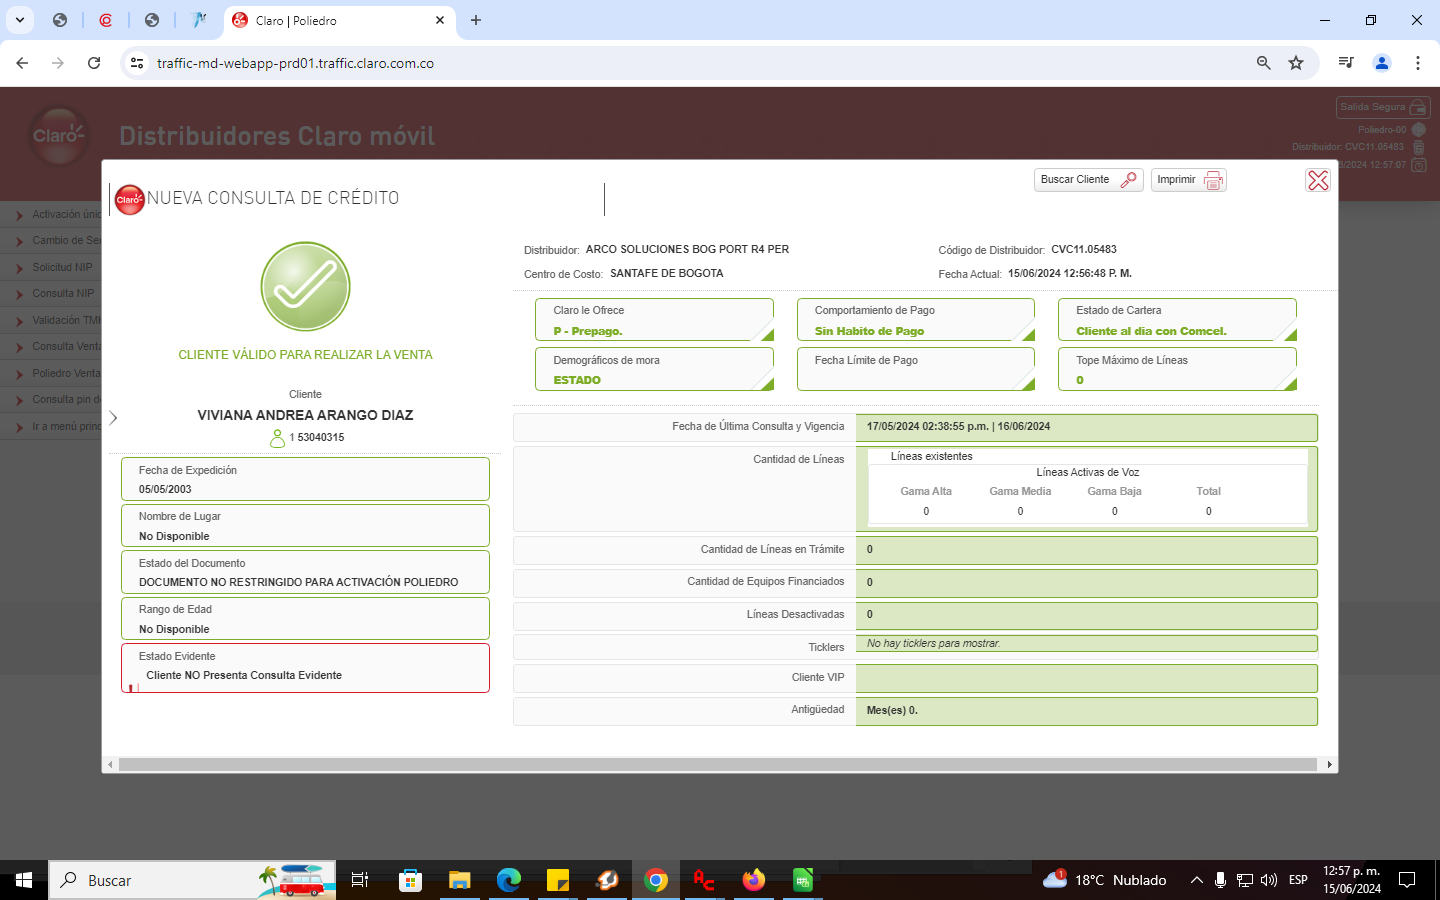 Claro | Poliedro
traffic-md-webapp-prd01.traffic.claro.com.co
Claro
Distribuidores Claro móvil
Salida Segura
Poliedro-00
Distribuidor: CVC11.05483
/2024 12:57:07
Activación úni
Cambio de Se
Solicitud NIP
Consulta NIP
Validación TM
Consulta Venta
Poliedro Venta
Consulta pin de
Ir a menú princ
Claro
NUEVA CONSULTA DE CRÉDITO
Buscar Cliente
Imprimir
CLIENTE VÁLIDO PARA REALIZAR LA VENTA
Cliente
VIVIANA ANDREA ARANGO DIAZ
1 53040315
Fecha de Expedición
05/05/2003
Nombre de Lugar
No Disponible
Estado del Documento
DOCUMENTO NO RESTRINGIDO PARA ACTIVACIÓN POLIEDRO
Rango de Edad
No Disponible
Estado Evidente
Cliente NO Presenta Consulta Evidente
Distribuidor: ARCO SOLUCIONES BOG PORT R4 PER
Código de Distribuidor: CVC11.05483
Centro de Costo: SANTAFE DE BOGOTA
Fecha Actual: 15/06/2024 12:56:48 P. M.
Claro le Ofrece
P - Prepago.
Comportamiento de Pago
Sin Habito de Pago
Estado de Cartera
Cliente al día con Comcel.
Demográficos de mora
ESTADO
Fecha Límite de Pago
Tope Máximo de Líneas
0
Fecha de Última Consulta y Vigencia 17/05/2024 02:38:55 p.m. | 16/06/2024
Cantidad de Líneas
Líneas existentes
Líneas Activas de Voz
Gama Alta Gama Media Gama Baja Total
0 0 0 0
Cantidad de Líneas en Trámite 0
Cantidad de Equipos Financiados 0
Líneas Desactivadas 0
Ticklers No hay ticklers para mostrar.
Cliente VIP
Antigüedad Mes(es) 0.
Buscar
1
18°C Nublado
ESP
12:57 p. m.
15/06/2024